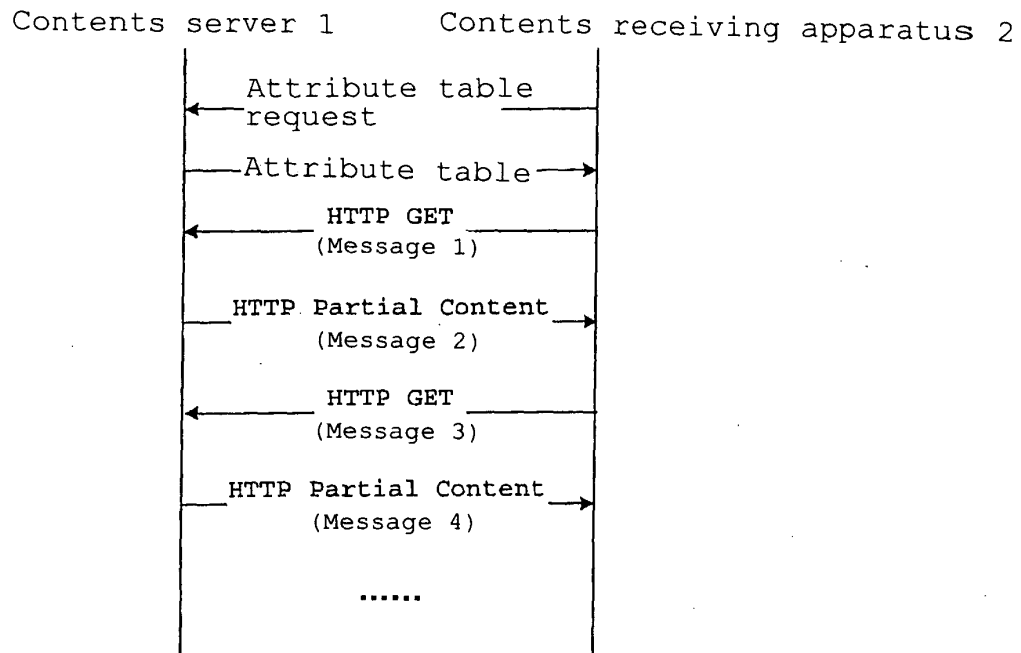 Contents server 1 Contents receiving apparatus 2
Attribute table
request
Attribute table
HTTP GET
(Message 1)
HTTP Partial Content
(Message 2)
HTTP GET
(Message 3)
HTTP Partial Content
(Message 4)
......